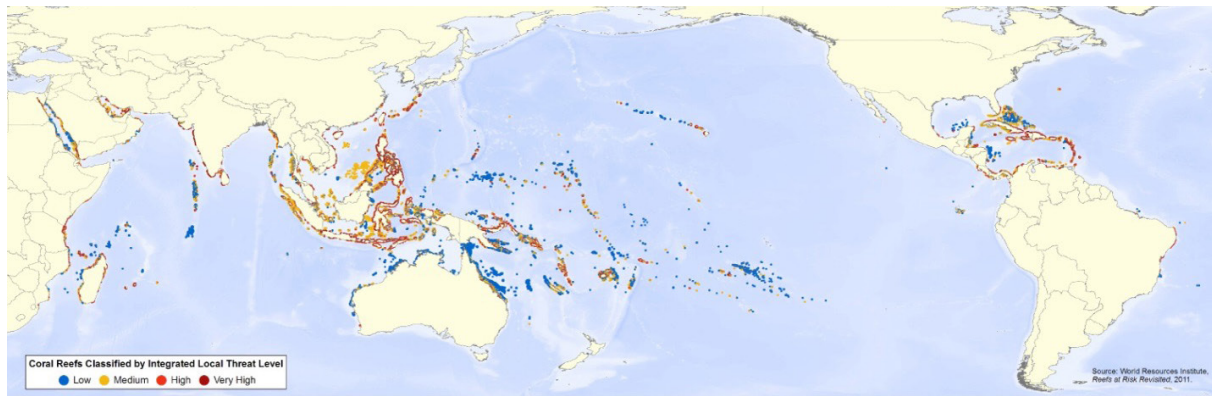 Coral Reefs Classified by Integrated Local Threat Level
Low Medium High Very High
Source: World Resources Institute,
Reefs at Risk Revisited, 2011.